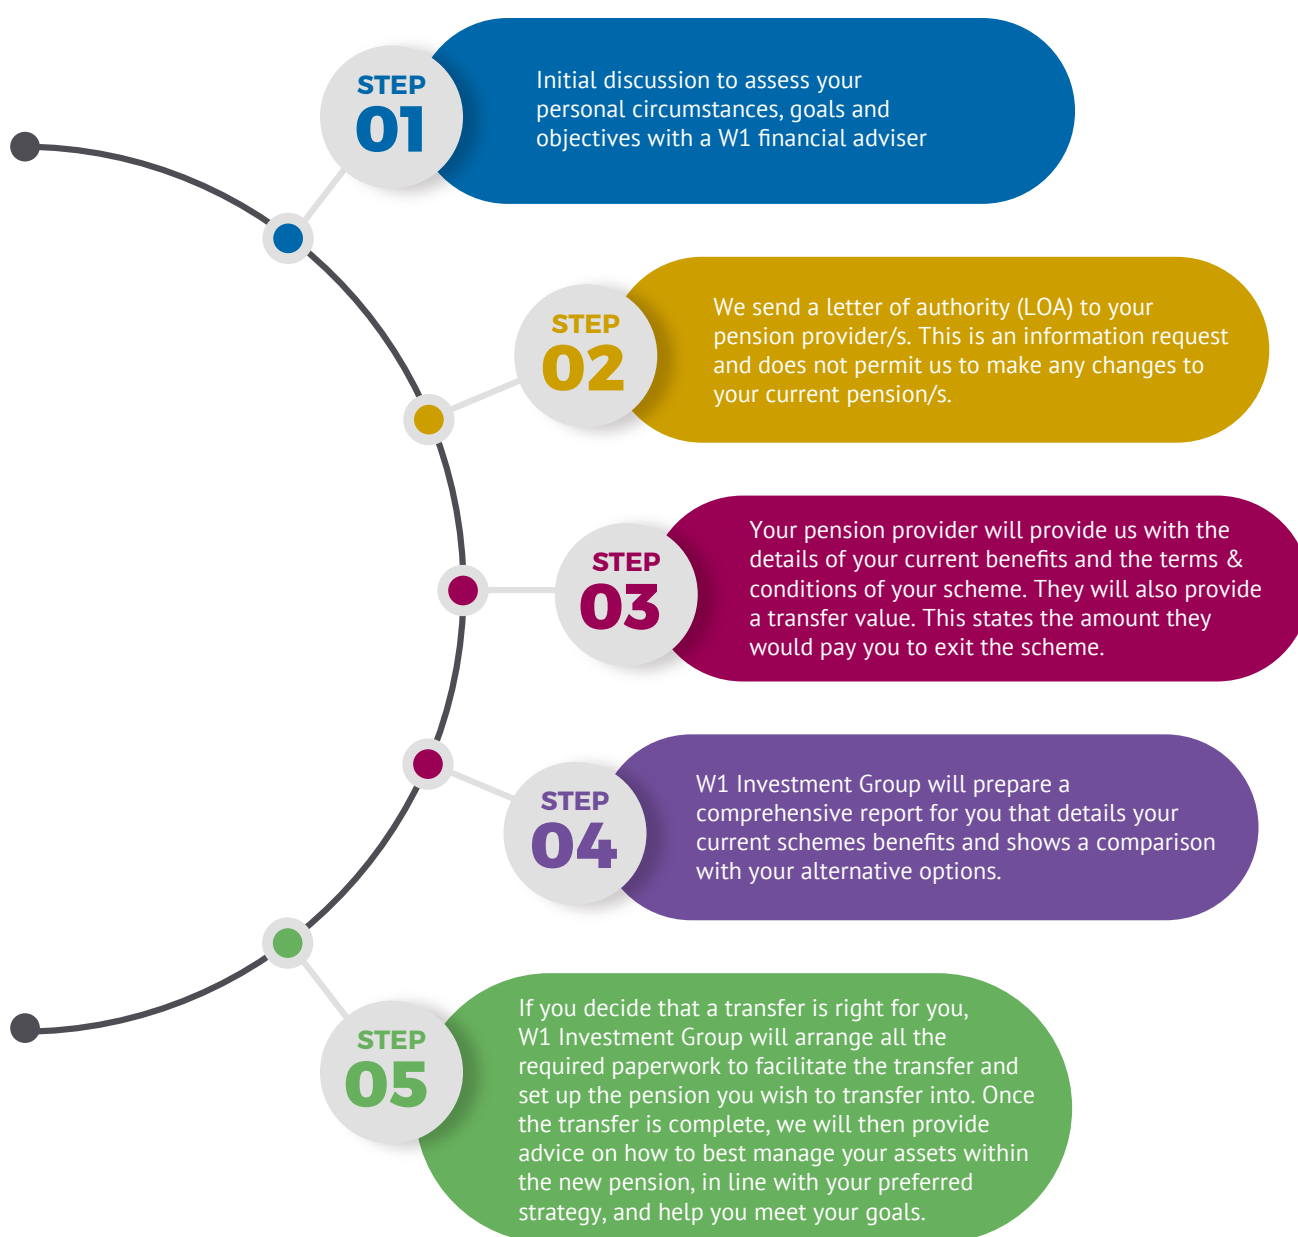 STEP
01
Initial discussion to assess your
personal circumstances, goals and
objectives with a W1 financial adviser
STEP
02
We send a letter of authority (LOA) to your
pension provider/s. This is an information request
and does not permit us to make any changes to
your current pension/s.
STEP
03
Your pension provider will provide us with the
details of your current benefits and the terms &
conditions of your scheme. They will also provide
a transfer value. This states the amount they
would pay you to exit the scheme.
STEP
04
W1 Investment Group will prepare a
comprehensive report for you that details your
current schemes benefits and shows a comparison
with your alternative options.
STEP
05
If you decide that a transfer is right for you,
W1 Investment Group will arrange all the
required paperwork to facilitate the transfer and
set up the pension you wish to transfer into. Once
the transfer is complete, we will then provide
advice on how to best manage your assets within
the new pension, in line with your preferred
strategy, and help you meet your goals.